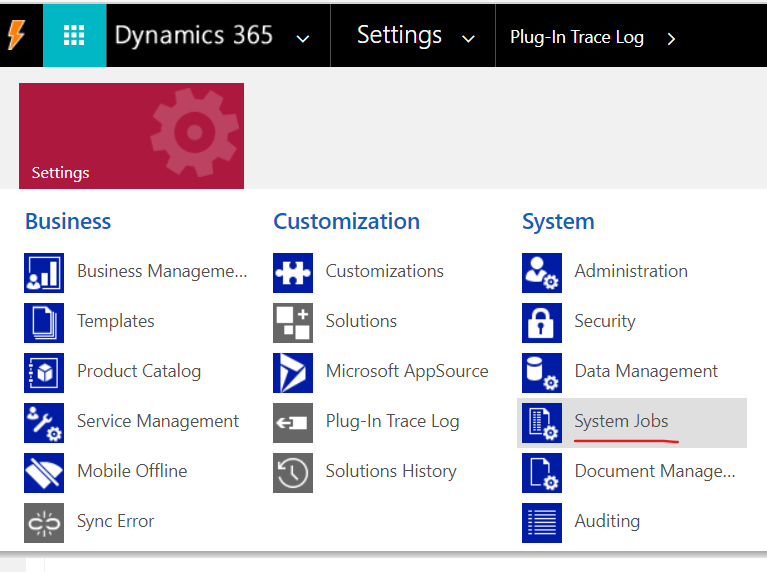 Dynamics 365 Settings Plug-In Trace Log
Settings
Business
Business Manageme...
Templates
Product Catalog
Service Management
Mobile Offline
Sync Error
Customization
Customizations
Solutions
Microsoft AppSource
Plug-In Trace Log
Solutions History
System
Administration
Security
Data Management
System Jobs
Document Manage...
Auditing